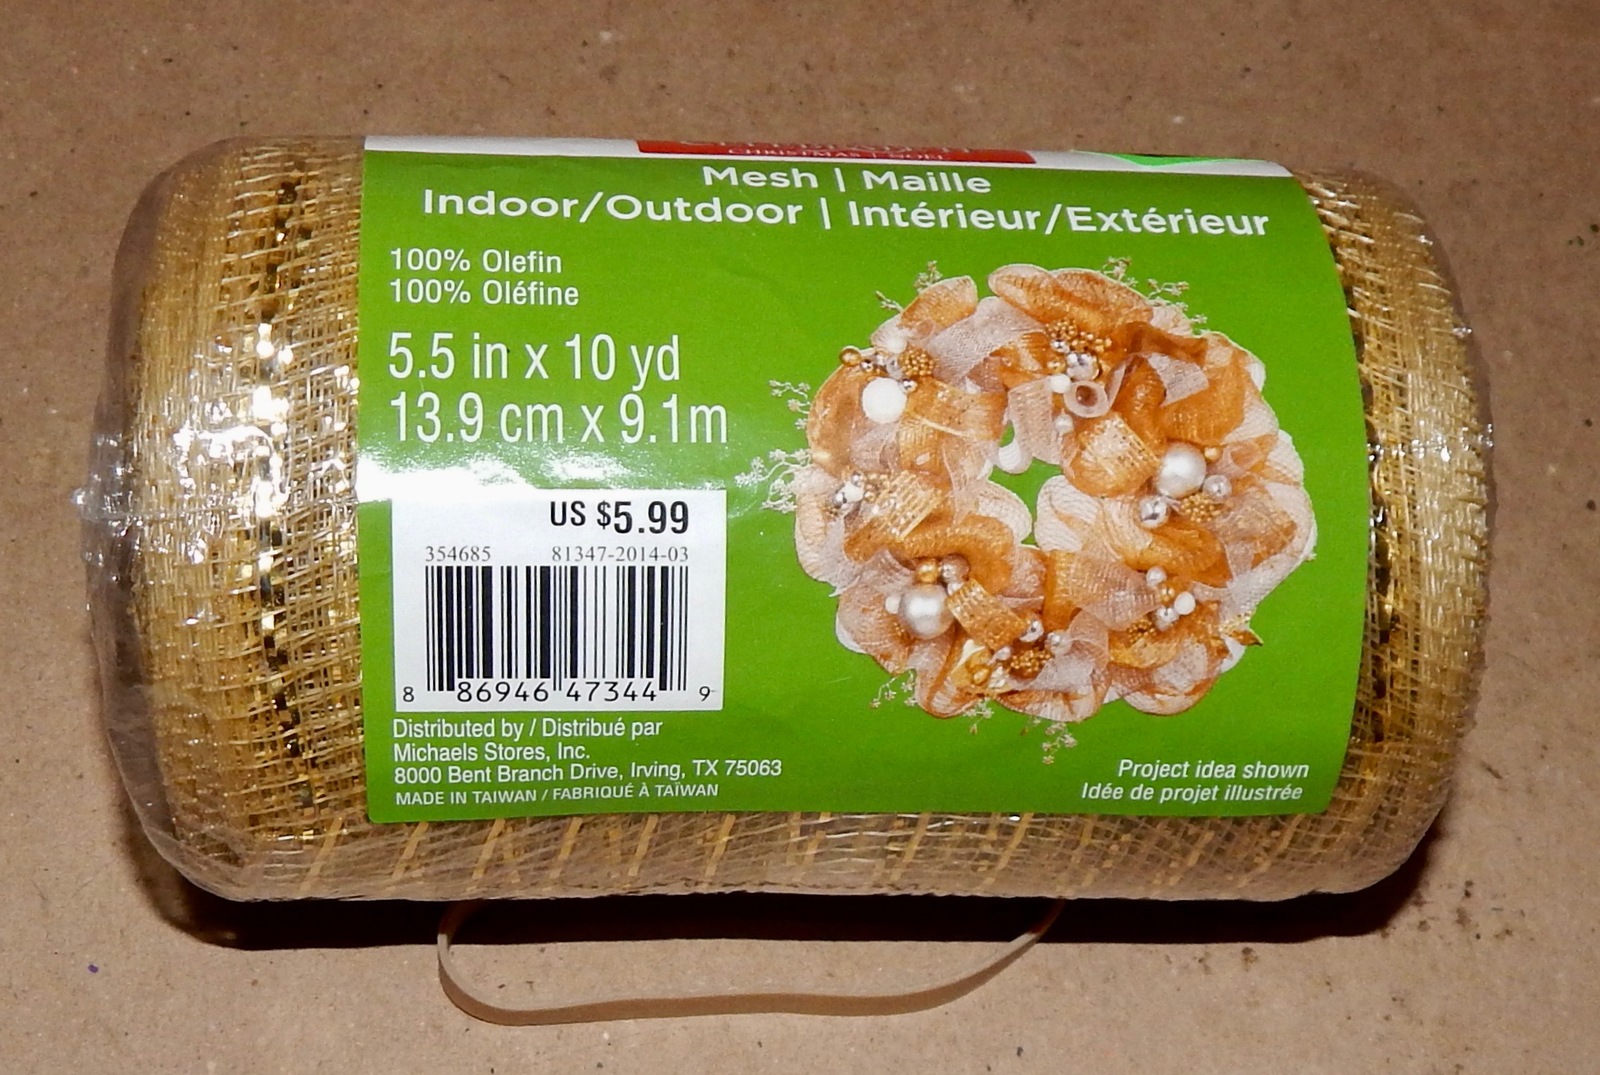 CHRISTMAS | NOËL
Mesh | Maille
Indoor/Outdoor | Intérieur/Extérieur
100% Olefin
100% Oléfine
5.5 in x 10 yd
13.9 cm x 9.1m
US $5.99
354685 81347-2014-03
8 86946 47344 9
Distributed by / Distribué par
Michaels Stores, Inc.
8000 Bent Branch Drive, Irving, TX 75063
MADE IN TAIWAN / FABRIQUÉ À TAÏWAN
Project idea shown
Idée de projet illustrée